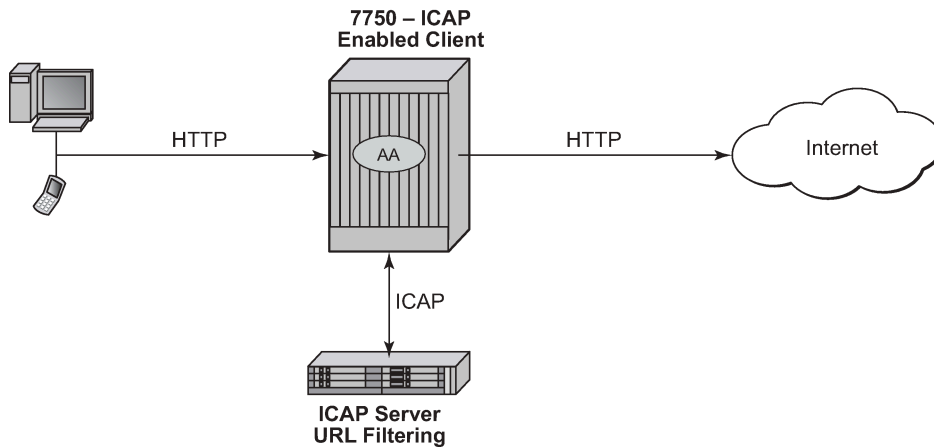 7750 – ICAP
Enabled Client
HTTP
AA
HTTP
Internet
ICAP
ICAP Server
URL Filtering